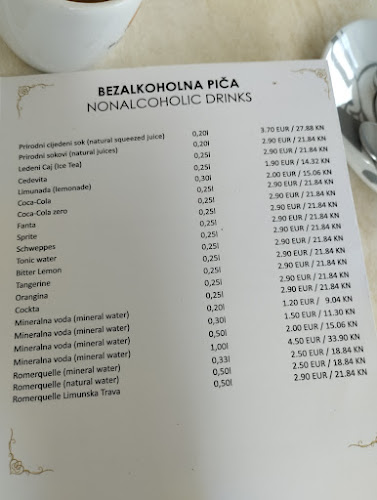 BEZALKOHOLNA PIČA
NONALCOHOLIC DRINKS
Prirodni cijeđeni sok (natural squeezed juice) 0,20l 3.70 EUR / 27.88 KN
Prirodni sokovi (natural juices) 0,20l 2.90 EUR / 21.84 KN
Ledeni Caj (Ice Tea) 0,25l 2.90 EUR / 21.84 KN
Cedevita 0,25l 1.90 EUR / 14.32 KN
Limunada (lemonade) 0,30l 2.00 EUR / 15.06 KN
Coca-Cola 0,25l 2.90 EUR / 21.84 KN
Coca-Cola zero 0,25l 2.90 EUR / 21.84 KN
Fanta 0,25l 2.90 EUR / 21.84 KN
Sprite 0,25l 2.90 EUR / 21.84 KN
Schweppes 0,25l 2.90 EUR / 21.84 KN
Tonic water 0,25l 2.90 EUR / 21.84 KN
Bitter Lemon 0,25l 2.90 EUR / 21.84 KN
Tangerine 0,25l 2.90 EUR / 21.84 KN
Orangina 0,25l 2.90 EUR / 21.84 KN
Cockta 0,25l 2.90 EUR / 21.84 KN
Mineralna voda (mineral water) 0,20l 1.20 EUR / 9.04 KN
Mineralna voda (mineral water) 0,30l 1.50 EUR / 11.30 KN
Mineralna voda (mineral water) 0,50l 2.00 EUR / 15.06 KN
Mineralna voda (mineral water) 1,00l 4.50 EUR / 33.90 KN
Romerquelle (mineral water) 0,33l 2.50 EUR / 18.84 KN
Romerquelle (natural water) 0,50l 2.50 EUR / 18.84 KN
Romerquelle Limunska Trava 0,50l 2.90 EUR / 21.84 KN